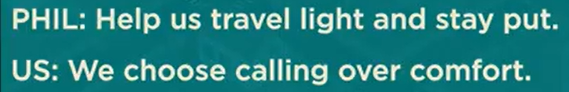 PHIL: Help us travel light and stay put.
US: We choose calling over comfort.